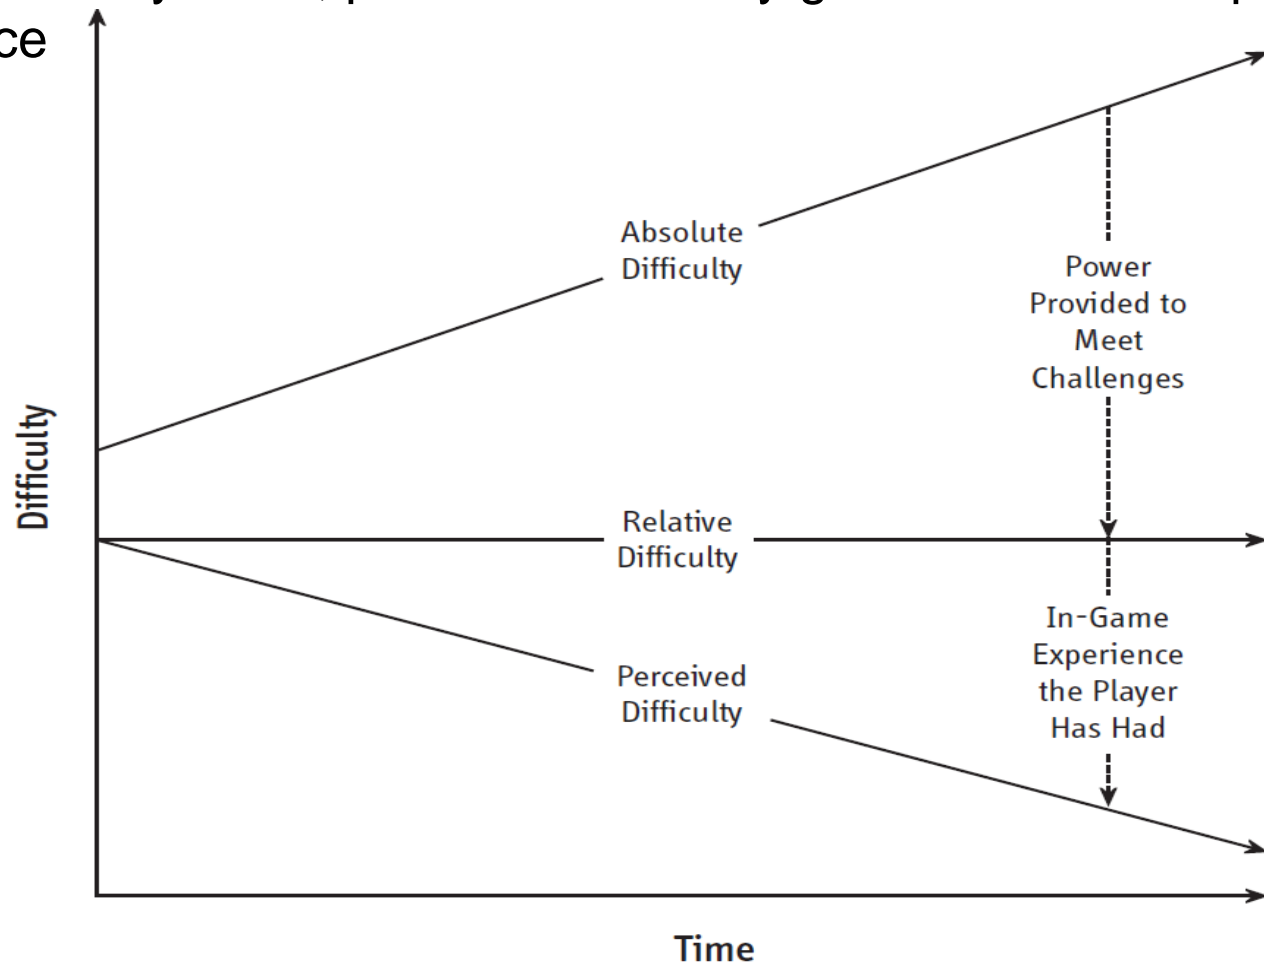 ce
Absolute
Difficulty
Power
Provided to
Meet
Challenges
Difficulty
Relative
Difficulty
In-Game
Experience
the Player
Has Had
Perceived
Difficulty
Time